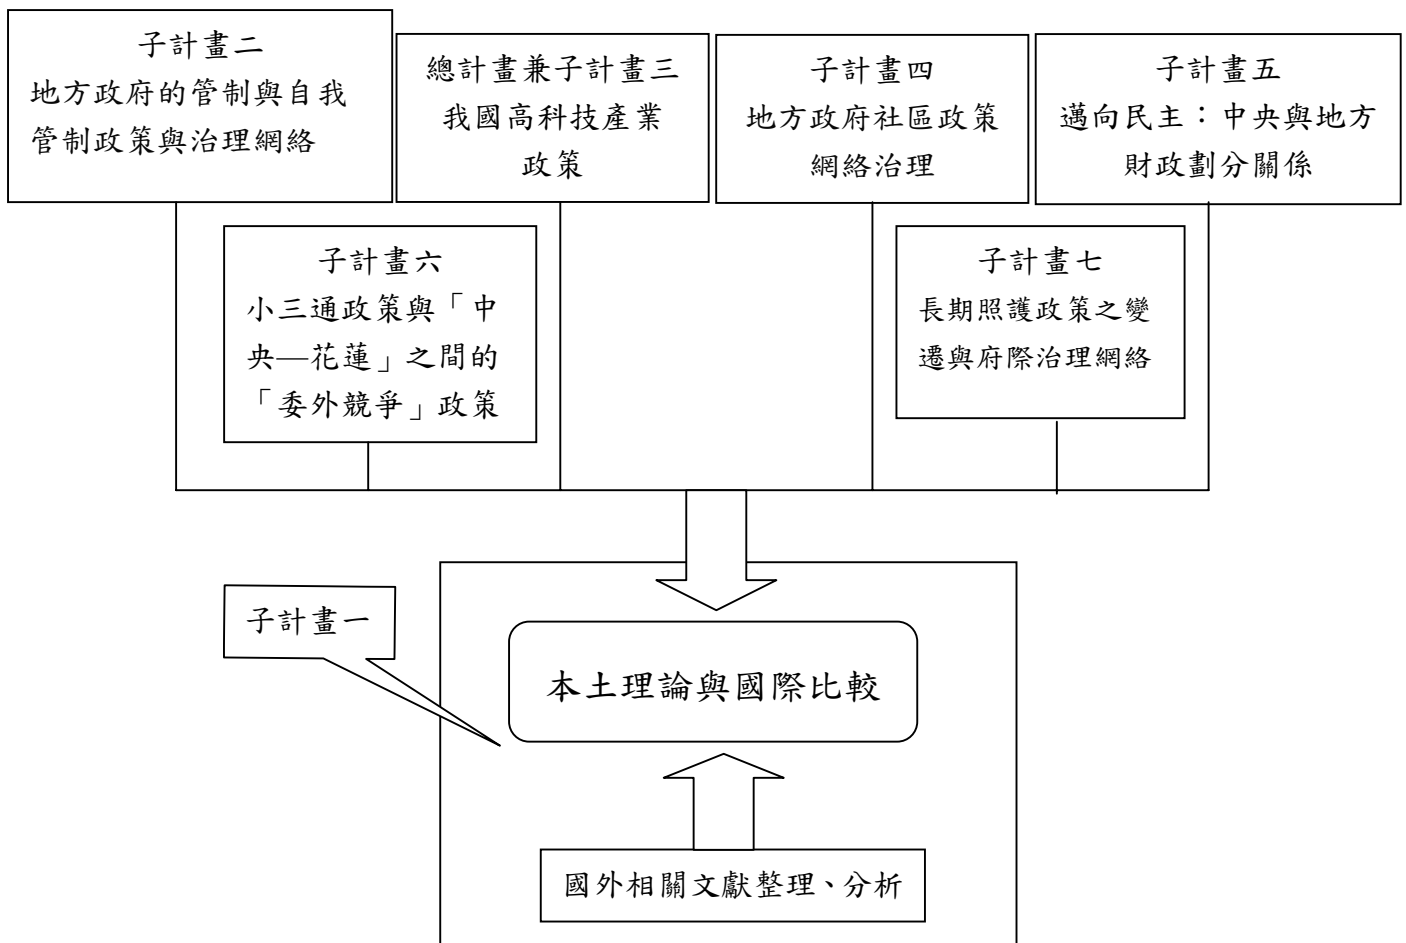 子計畫二
地方政府的管制與自我
管制政策與治理網絡
總計畫兼子計畫三
我國高科技產業
政策
子計畫四
地方政府社區政策
網絡治理
子計畫五
邁向民主：中央與地方
財政劃分關係
子計畫六
小三通政策與「中
央—花蓮」之間的
「委外競爭」政策
子計畫七
長期照護政策之變
遷與府際治理網絡
子計畫一
本土理論與國際比較
國外相關文獻整理、分析